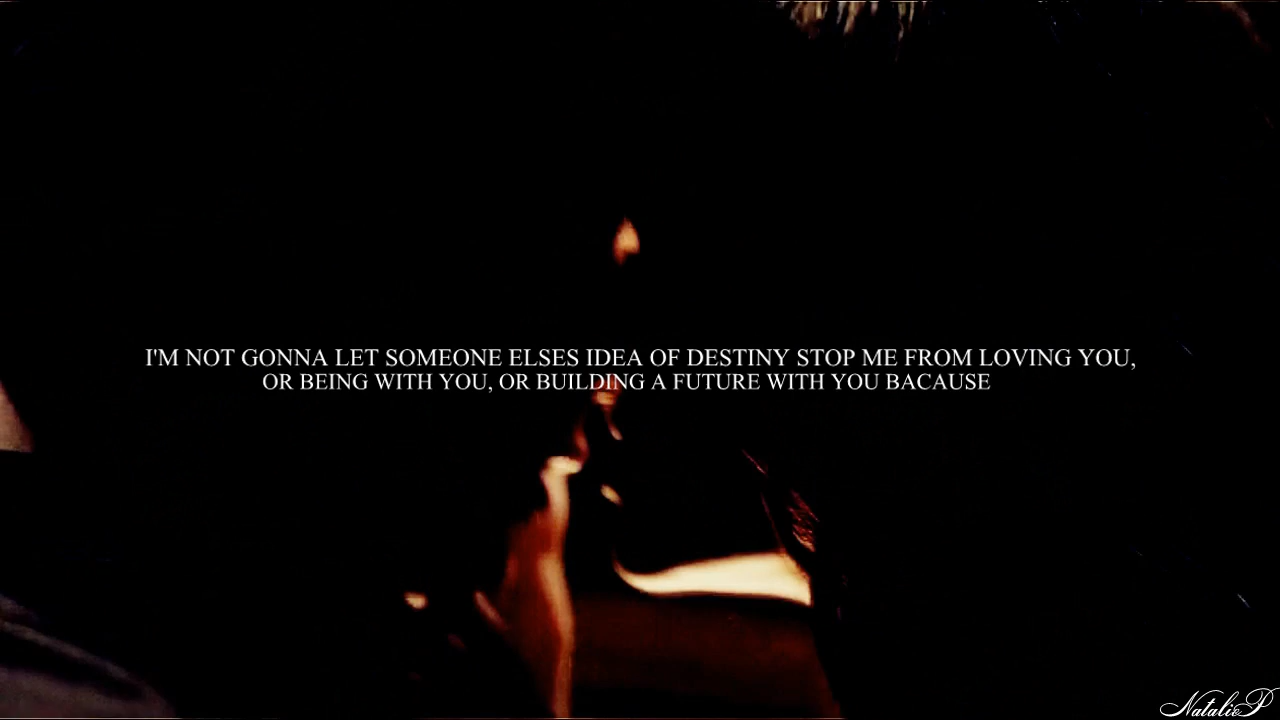 I'M NOT GONNA LET SOMEONE ELSES IDEA OF DESTINY STOP ME FROM LOVING YOU,
OR BEING WITH YOU, OR BUILDING A FUTURE WITH YOU BACAUSE
NatalieP